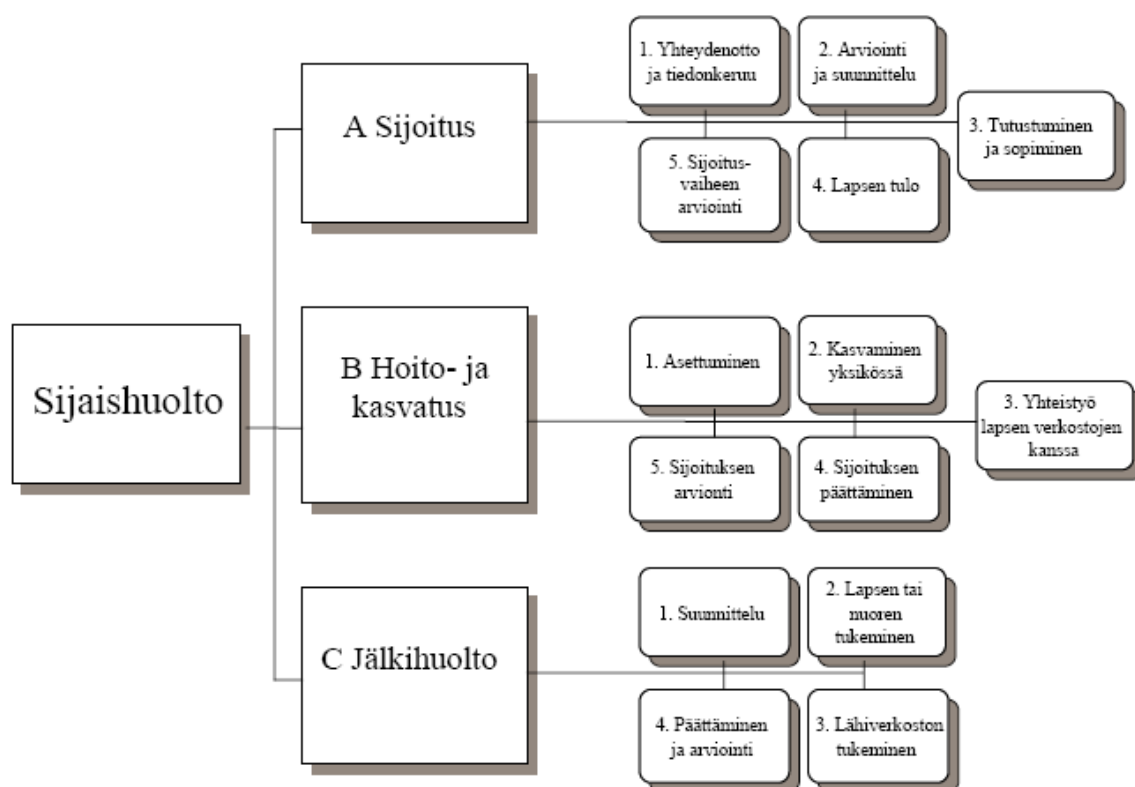 Sijaishuolto
A Sijoitus
1. Yhteydenotto
ja tiedonkeruu
2. Arviointi
ja suunnittelu
3. Tutustuminen
ja sopiminen
4. Lapsen tulo
5. Sijoitus-
vaiheen
arviointi
B Hoito- ja
kasvatus
1. Asettuminen
2. Kasvaminen
yksikössä
3. Yhteistyö
lapsen verkostojen
kanssa
4. Sijoituksen
päättäminen
5. Sijoituksen
arvionti
C Jälkihuolto
1. Suunnittelu
2. Lapsen tai
nuoren
tukeminen
3. Lähiverkoston
tukeminen
4. Päättäminen
ja arviointi